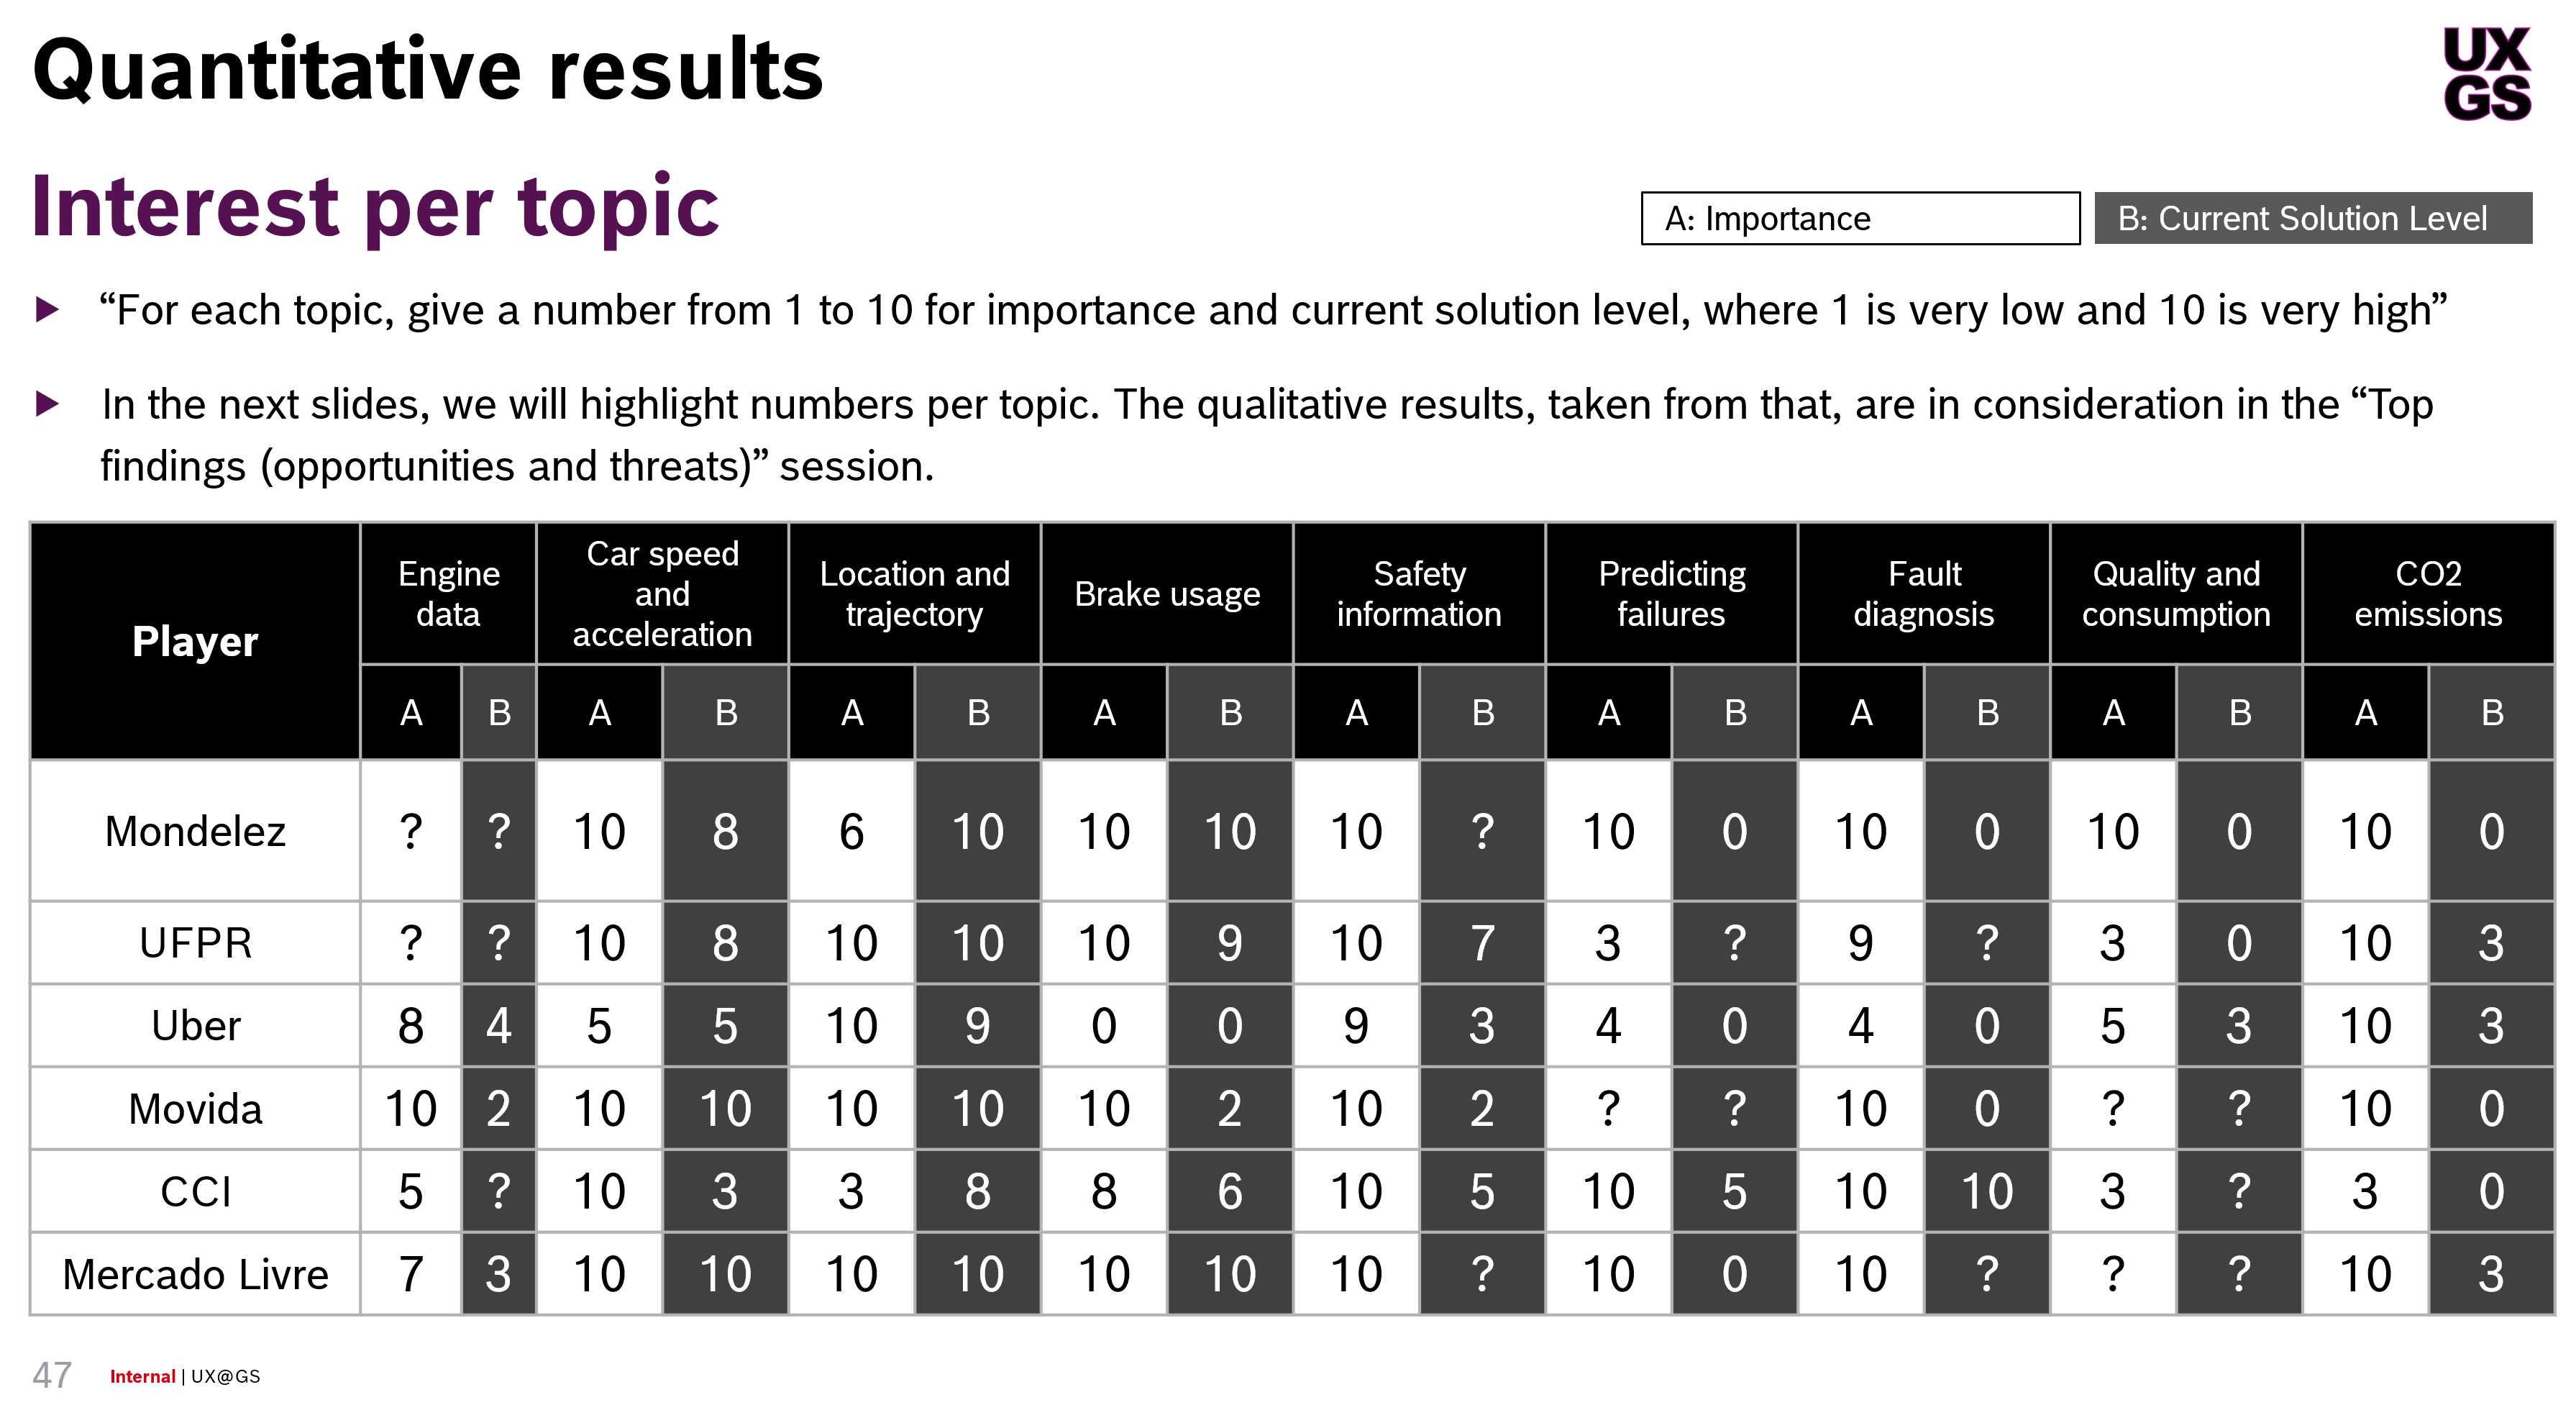 Quantitative results
UX
GS
Interest per topic
A: Importance
B: Current Solution Level
“For each topic, give a number from 1 to 10 for importance and current solution level, where 1 is very low and 10 is very high”
In the next slides, we will highlight numbers per topic. The qualitative results, taken from that, are in consideration in the “Top
findings (opportunities and threats)” session.
Player
Engine
data
Car speed
and
acceleration
Location and
trajectory
Brake usage
Safety
information
Predicting
failures
Fault
diagnosis
Quality and
consumption
CO2
emissions
A B A B A B A B A B A B A B A B A B
Mondelez ? ? 10 8 6 10 10 10 10 ? 10 0 10 0 10 0 10 0
UFPR ? ? 10 8 10 10 10 9 10 7 3 ? 9 ? 3 0 10 3
Uber 8 4 5 5 10 9 0 0 9 3 4 0 4 0 5 3 10 3
Movida 10 2 10 10 10 10 10 2 10 2 ? ? 10 0 ? ? 10 0
CCI 5 ? 10 3 3 8 8 6 10 5 10 5 10 10 3 ? 3 0
Mercado Livre 7 3 10 10 10 10 10 10 10 ? 10 0 10 ? ? ? 10 3
47 Internal | UX@GS